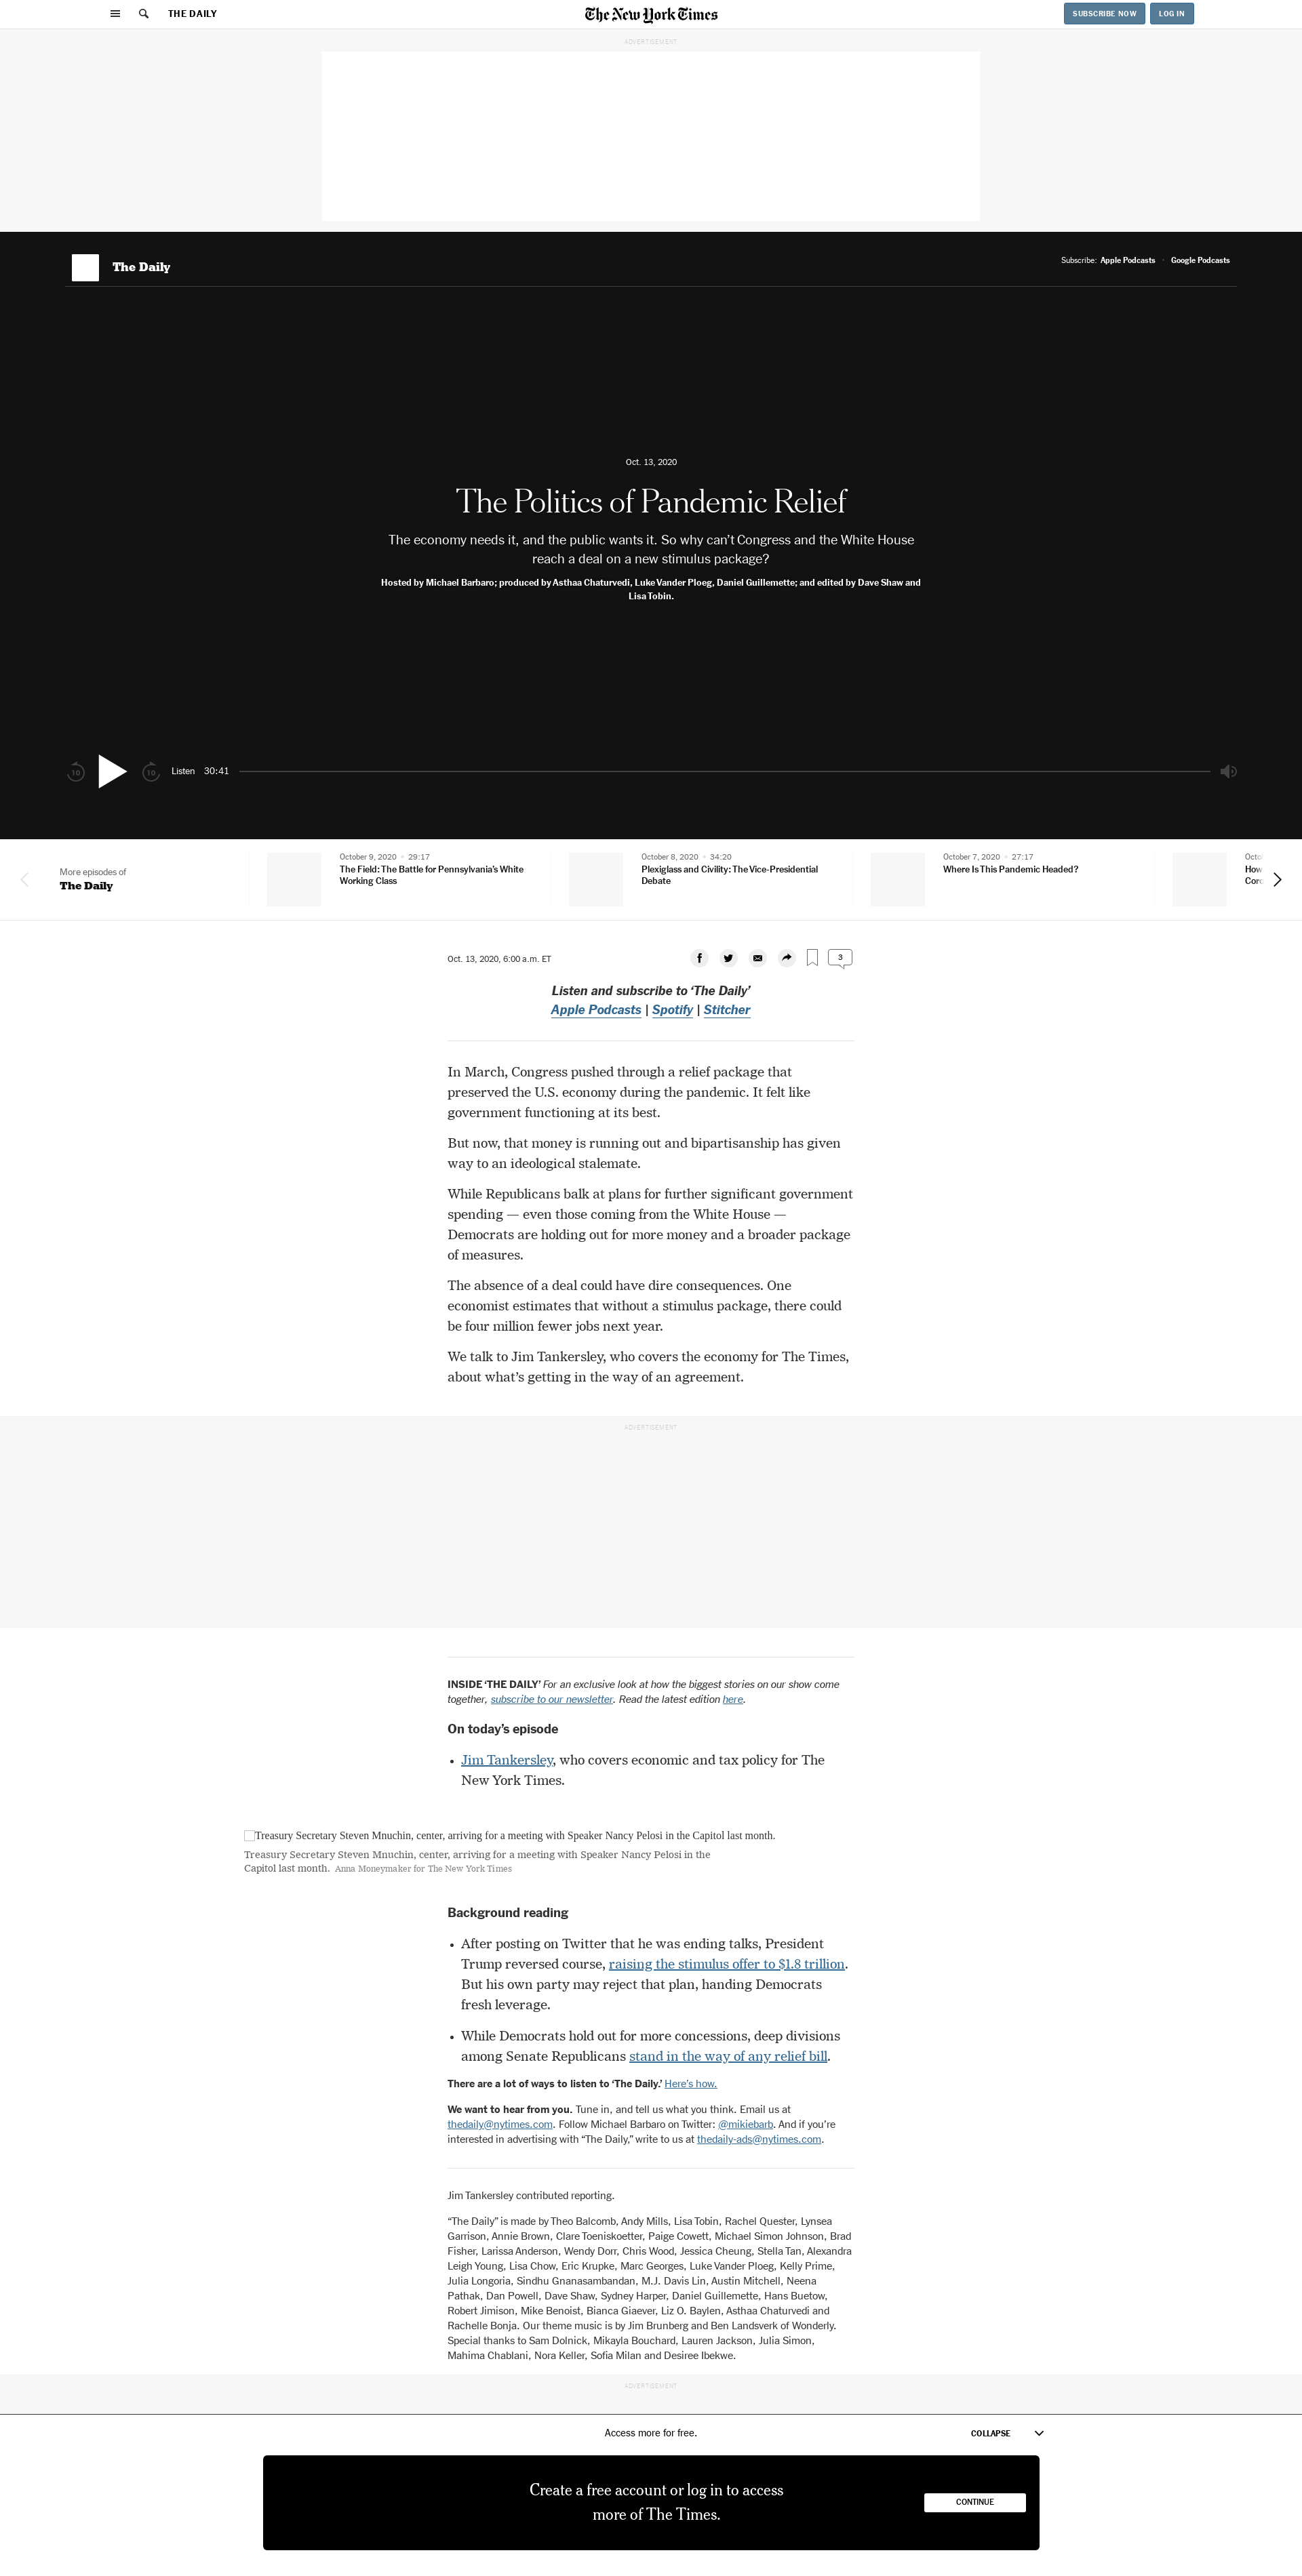 THE DAILY
The New York Times
SUBSCRIBE NOW
LOG IN
ADVERTISEMENT
The Daily
Subscribe: Apple Podcasts • Google Podcasts
Oct. 13, 2020
The Politics of Pandemic Relief
The economy needs it, and the public wants it. So why can’t Congress and the White House
reach a deal on a new stimulus package?
Hosted by Michael Barbaro; produced by Asthaa Chaturvedi, Luke Vander Ploeg, Daniel Guillemette; and edited by Dave Shaw and
Lisa Tobin.
10
10
Listen 30:41
More episodes of
The Daily
October 9, 2020 • 29:17
The Field: The Battle for Pennsylvania’s White
Working Class
October 8, 2020 • 34:20
Plexiglass and Civility: The Vice-Presidential
Debate
October 7, 2020 • 27:17
Where Is This Pandemic Headed?
How
Oct. 13, 2020, 6:00 a.m. ET
3
Listen and subscribe to ‘The Daily’
Apple Podcasts | Spotify | Stitcher
In March, Congress pushed through a relief package that
preserved the U.S. economy during the pandemic. It felt like
government functioning at its best.
But now, that money is running out and bipartisanship has given
way to an ideological stalemate.
While Republicans balk at plans for further significant government
spending — even those coming from the White House —
Democrats are holding out for more money and a broader package
of measures.
The absence of a deal could have dire consequences. One
economist estimates that without a stimulus package, there could
be four million fewer jobs next year.
We talk to Jim Tankersley, who covers the economy for The Times,
about what’s getting in the way of an agreement.
ADVERTISEMENT
INSIDE ‘THE DAILY’ For an exclusive look at how the biggest stories on our show come
together, subscribe to our newsletter. Read the latest edition here.
On today’s episode
• Jim Tankersley, who covers economic and tax policy for The
New York Times.
Treasury Secretary Steven Mnuchin, center, arriving for a meeting with Speaker Nancy Pelosi in the Capitol last month.
Treasury Secretary Steven Mnuchin, center, arriving for a meeting with Speaker Nancy Pelosi in the
Capitol last month. Anna Moneymaker for The New York Times
Background reading
• After posting on Twitter that he was ending talks, President
Trump reversed course, raising the stimulus offer to $1.8 trillion.
But his own party may reject that plan, handing Democrats
fresh leverage.
• While Democrats hold out for more concessions, deep divisions
among Senate Republicans stand in the way of any relief bill.
There are a lot of ways to listen to ‘The Daily.’ Here’s how.
We want to hear from you. Tune in, and tell us what you think. Email us at
thedaily@nytimes.com. Follow Michael Barbaro on Twitter: @mikiebarb. And if you’re
interested in advertising with “The Daily,” write to us at thedaily-ads@nytimes.com.
Jim Tankersley contributed reporting.
“The Daily” is made by Theo Balcomb, Andy Mills, Lisa Tobin, Rachel Quester, Lynsea
Garrison, Annie Brown, Clare Toeniskoetter, Paige Cowett, Michael Simon Johnson, Brad
Fisher, Larissa Anderson, Wendy Dorr, Chris Wood, Jessica Cheung, Stella Tan, Alexandra
Leigh Young, Lisa Chow, Eric Krupke, Marc Georges, Luke Vander Ploeg, Kelly Prime,
Julia Longoria, Sindhu Gnanasambandan, M.J. Davis Lin, Austin Mitchell, Neena
Pathak, Dan Powell, Dave Shaw, Sydney Harper, Daniel Guillemette, Hans Buetow,
Robert Jimison, Mike Benoist, Bianca Giaever, Liz O. Baylen, Asthaa Chaturvedi and
Rachelle Bonja. Our theme music is by Jim Brunberg and Ben Landsverk of Wonderly.
Special thanks to Sam Dolnick, Mikayla Bouchard, Lauren Jackson, Julia Simon,
Mahima Chablani, Nora Keller, Sofia Milan and Desiree Ibekwe.
ADVERTISEMENT
Access more for free.
COLLAPSE
Create a free account or log in to access
more of The Times.
CONTINUE